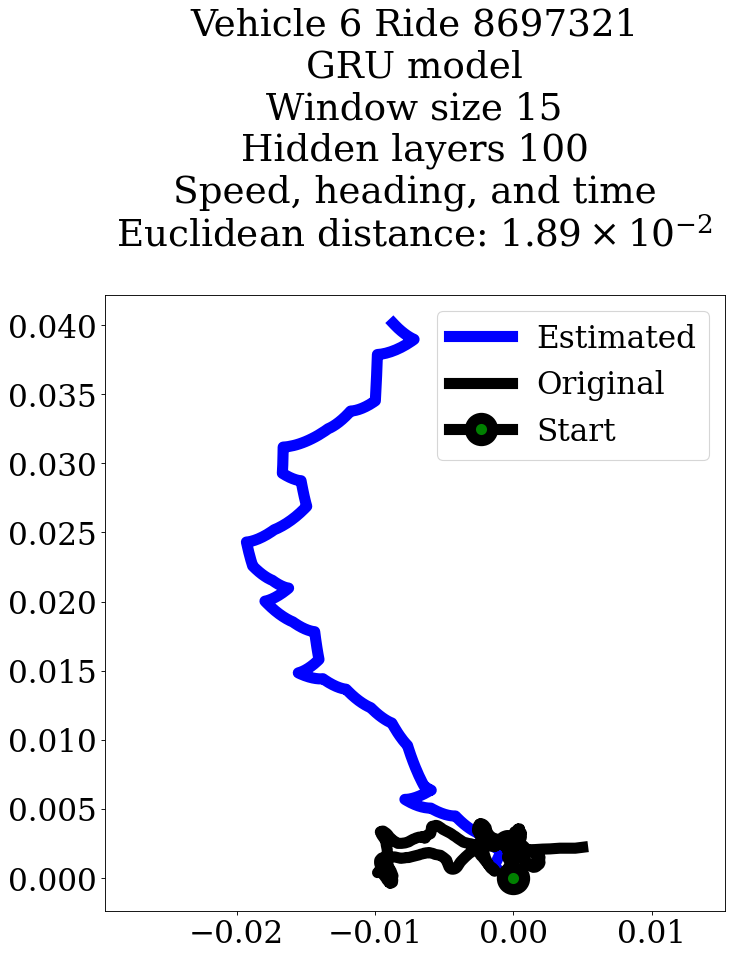 Vehicle 6 Ride 8697321
GRU model
Window size 15
Hidden layers 100
Speed, heading, and time
Euclidean distance: 1.89 × 10⁻²
Estimated
Original
Start
0.040
0.035
0.030
0.025
0.020
0.015
0.010
0.005
0.000
−0.02 −0.01 0.00 0.01